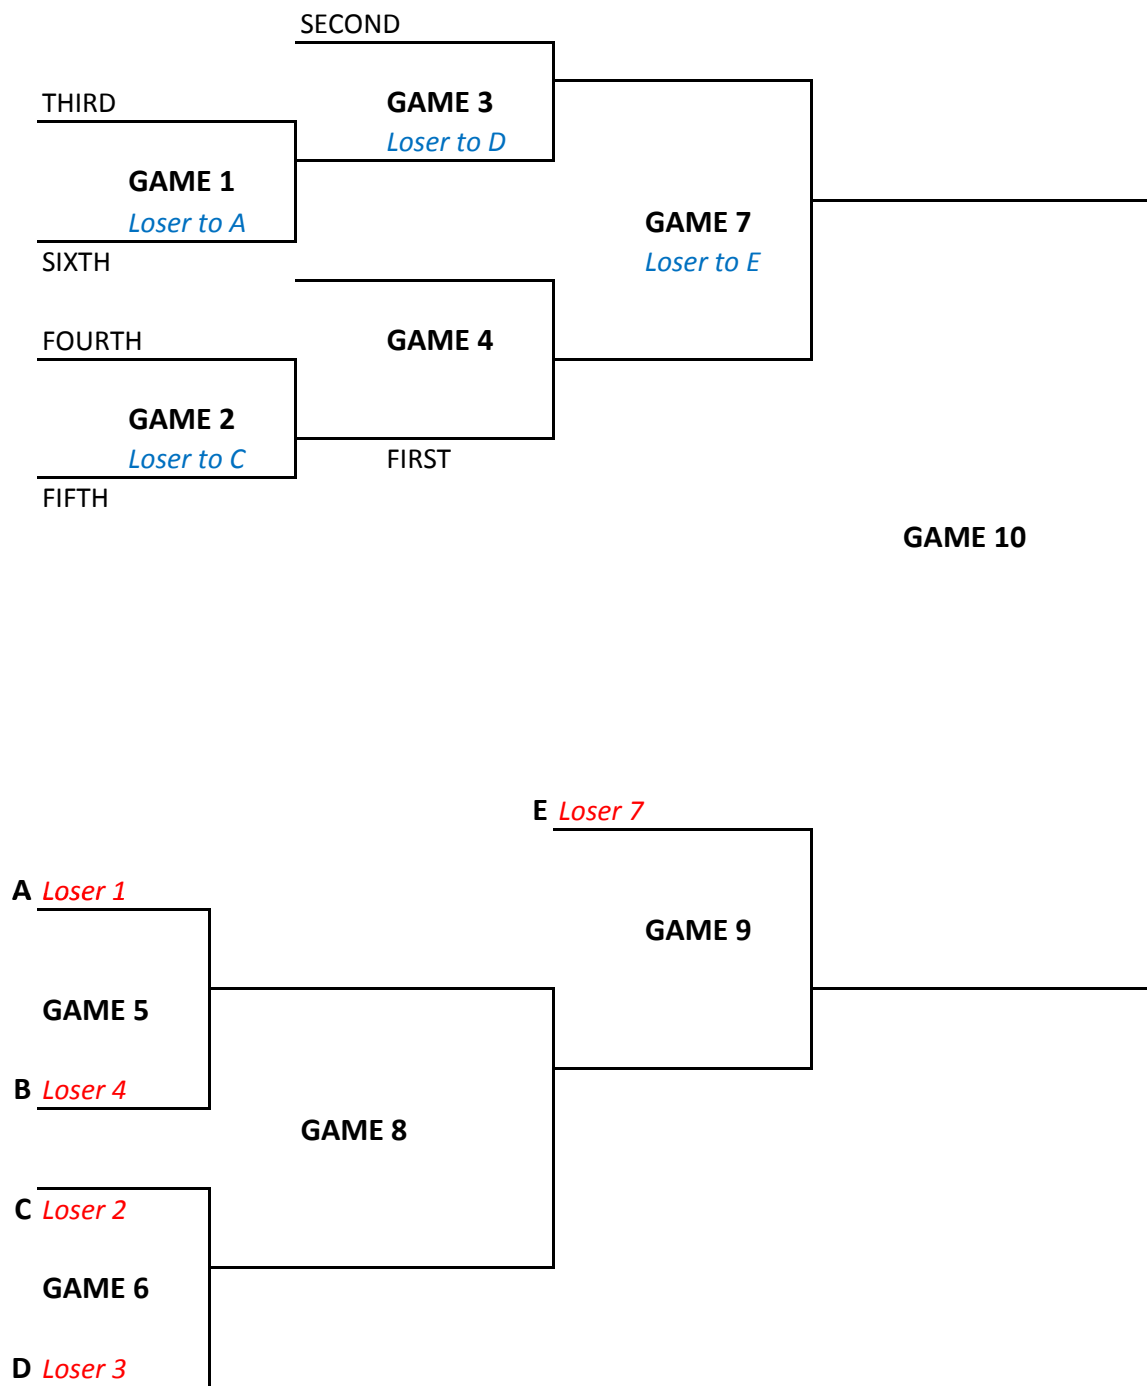 SECOND
THIRD
GAME 3
Loser to D
GAME 1
Loser to A
GAME 7
Loser to E
SIXTH
FOURTH
GAME 4
GAME 2
Loser to C
FIRST
FIFTH
GAME 10
E Loser 7
A Loser 1
GAME 9
GAME 5
B Loser 4
GAME 8
C Loser 2
GAME 6
D Loser 3